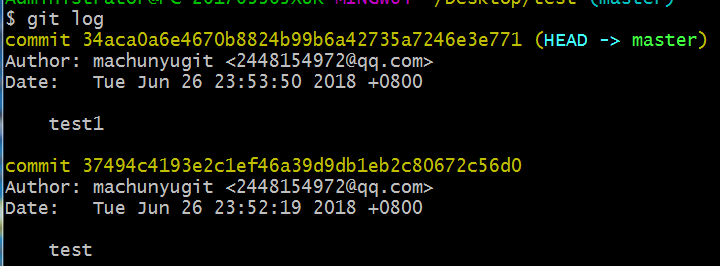 $ git log
commit 34aca0a6e4670b8824b99b6a42735a7246e3e771 (HEAD -> master)
Author: machunyugit <2448154972@qq.com>
Date:   Tue Jun 26 23:53:50 2018 +0800
test1
commit 37494c4193e2c1ef46a39d9db1eb2c80672c56d0
Author: machunyugit <2448154972@qq.com>
Date:   Tue Jun 26 23:52:19 2018 +0800
test